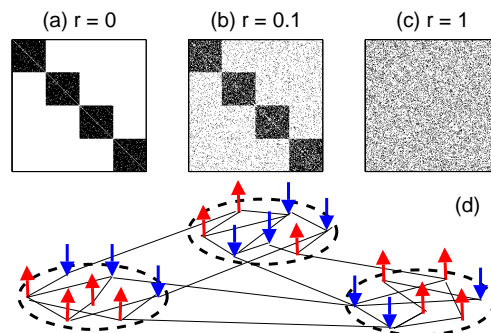 (a) r = 0
(b) r = 0.1
(c) r = 1
(d)